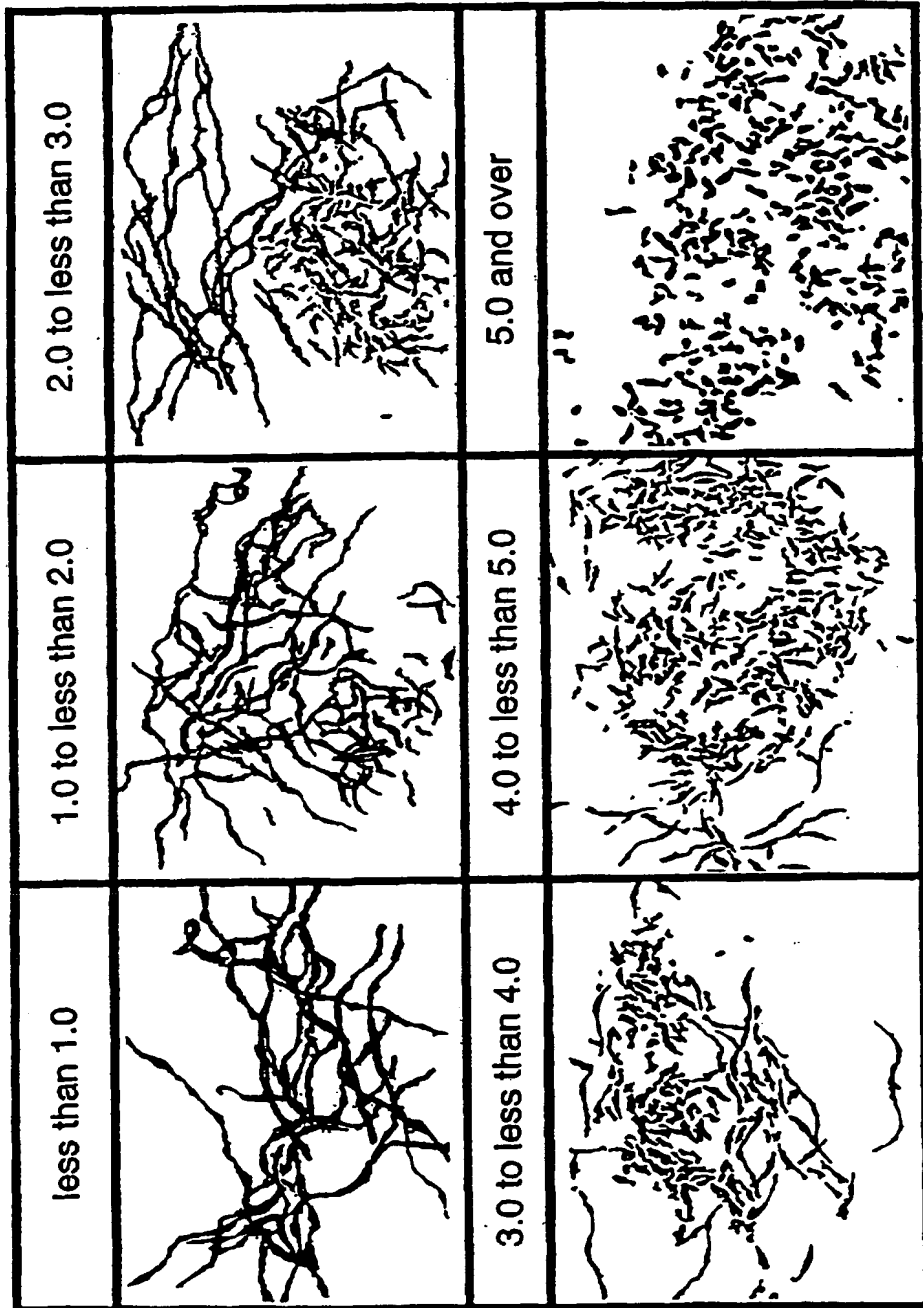 less than 1.0
1.0 to less than 2.0
2.0 to less than 3.0
3.0 to less than 4.0
4.0 to less than 5.0
5.0 and over